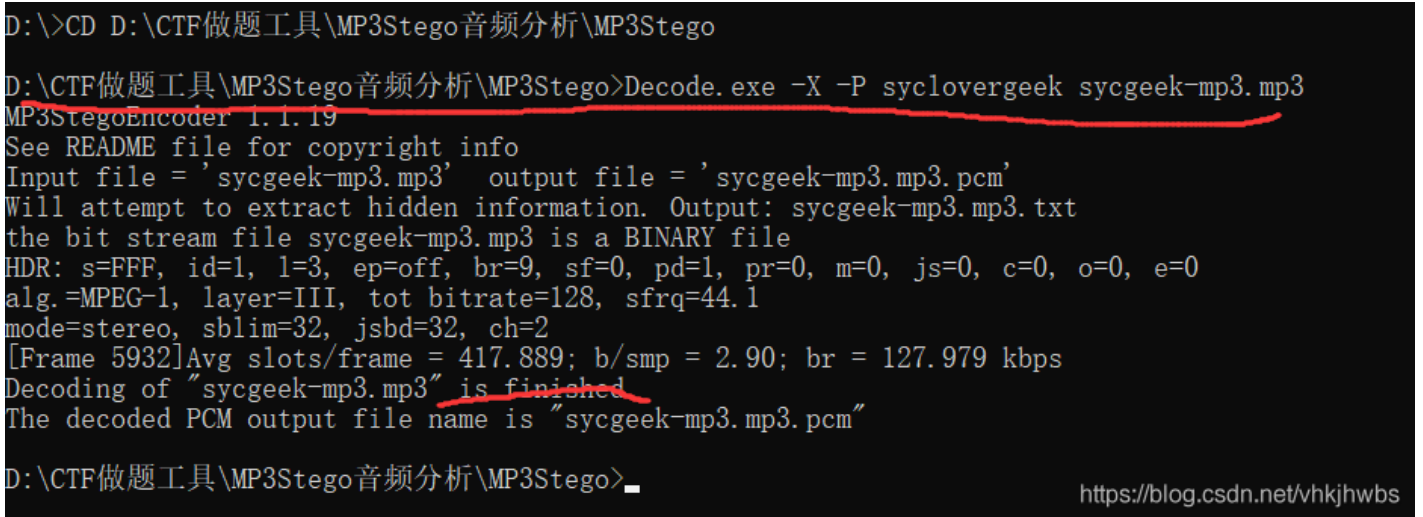 D:\>CD D:\CTF做题工具\MP3Stego音频分析\MP3Stego
D:\CTF做题工具\MP3Stego音频分析\MP3Stego>Decode.exe -X -P syclovergeek sycgeek-mp3.mp3
MP3StegoEncoder 1.1.19
See README file for copyright info
Input file = 'sycgeek-mp3.mp3'  output file = 'sycgeek-mp3.mp3.pcm'
Will attempt to extract hidden information. Output: sycgeek-mp3.mp3.txt
the bit stream file sycgeek-mp3.mp3 is a BINARY file
HDR: s=FFF, id=1, l=3, ep=off, br=9, sf=0, pd=1, pr=0, m=0, js=0, c=0, o=0, e=0
alg.=MPEG-1, layer=III, tot bitrate=128, sfrq=44.1
mode=stereo, sblim=32, jsbd=32, ch=2
[Frame 5932]Avg slots/frame = 417.889; b/smp = 2.90; br = 127.979 kbps
Decoding of "sycgeek-mp3.mp3" is finished
The decoded PCM output file name is "sycgeek-mp3.mp3.pcm"
D:\CTF做题工具\MP3Stego音频分析\MP3Stego>
https://blog.csdn.net/vhkjhwbs